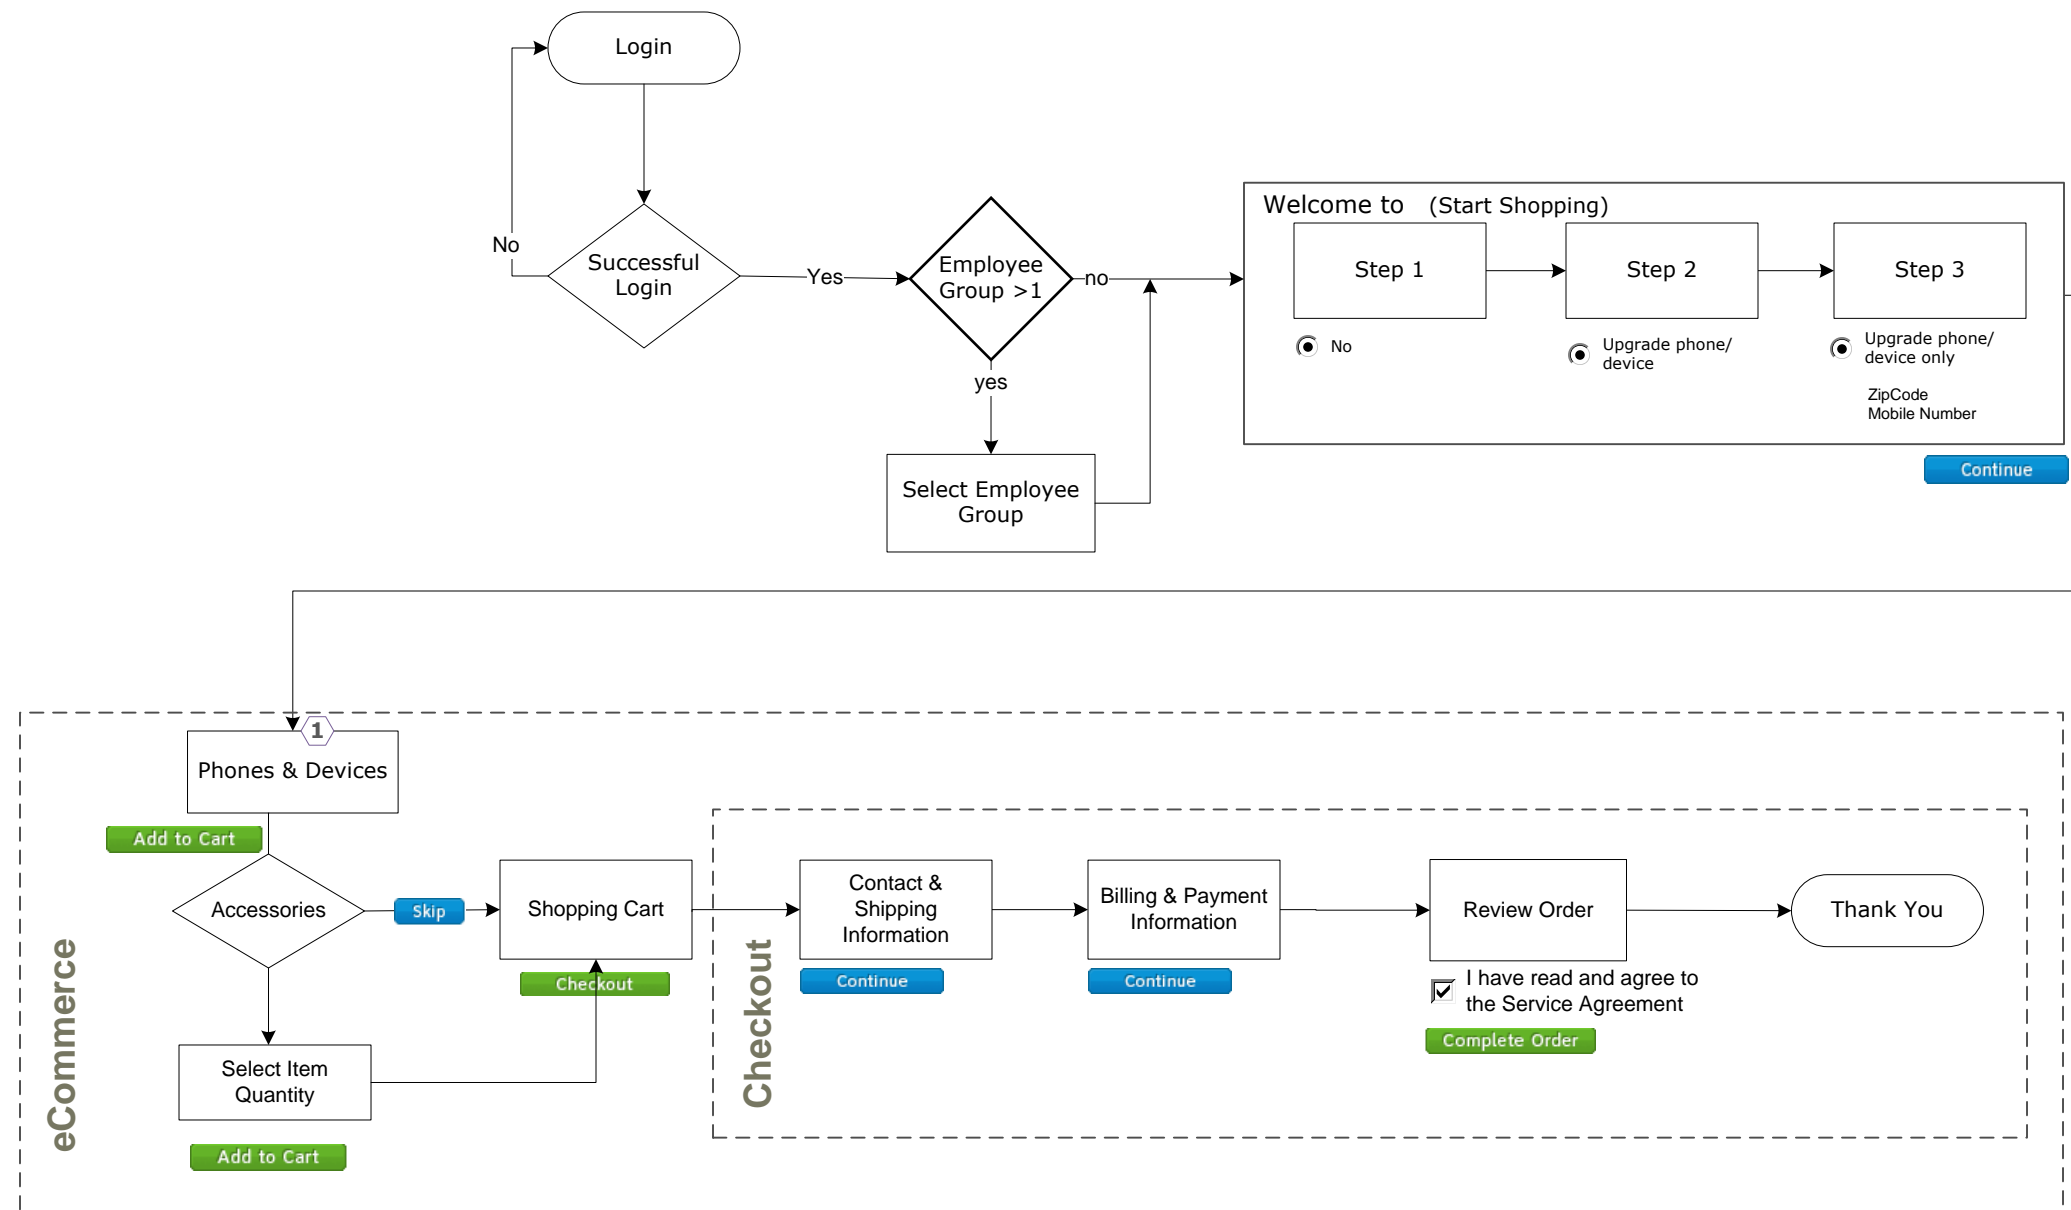 Login
No
Successful
Login
Yes
Employee
Group >1
no
yes
Select Employee
Group
Welcome to (Start Shopping)
Step 1
Step 2
Step 3
No
Upgrade phone/
device
Upgrade phone/
device only
ZipCode
Mobile Number
Continue
eCommerce
1
Phones & Devices
Add to Cart
Accessories
Skip
Shopping Cart
Checkout
Select Item
Quantity
Add to Cart
Checkout
Contact &
Shipping
Information
Continue
Billing & Payment
Information
Continue
Review Order
I have read and agree to
the Service Agreement
Complete Order
Thank You